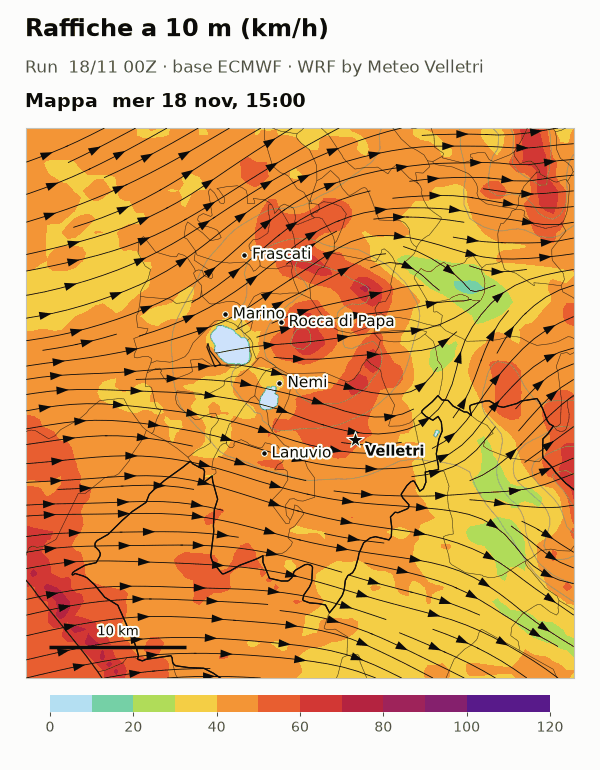 Raffiche a 10 m (km/h)
Run  18/11 00Z · base ECMWF · WRF by Meteo Velletri
Mappa  mer 18 nov, 15:00
Frascati
Marino
Rocca di Papa
Nemi
Velletri
Lanuvio
10 km
0 20 40 60 80 100 120